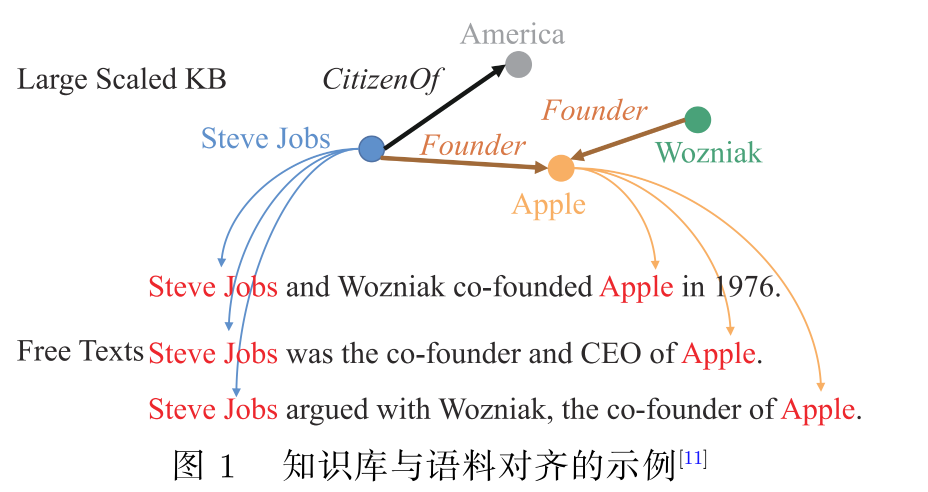 America
Large Scaled KB
CitizenOf
Founder
Steve Jobs
Founder
Wozniak
Apple
Steve Jobs and Wozniak co-founded Apple in 1976.
Free Texts Steve Jobs was the co-founder and CEO of Apple.
Steve Jobs argued with Wozniak, the co-founder of Apple.
图 1 知识库与语料对齐的示例[11]